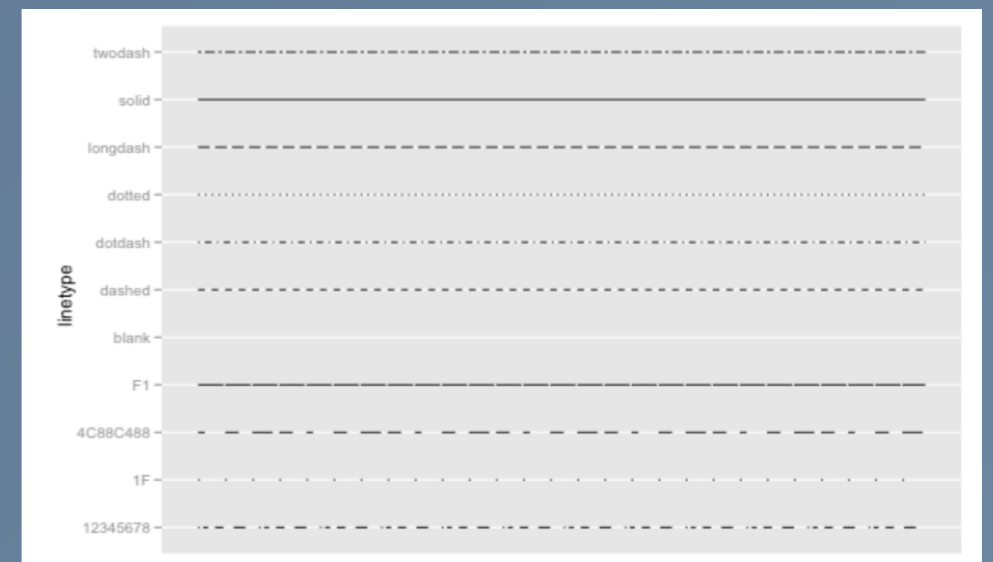 twodash
solid
longdash
dotted
dotdash
linetype
dashed
blank
F1
4C88C488
1F
12345678